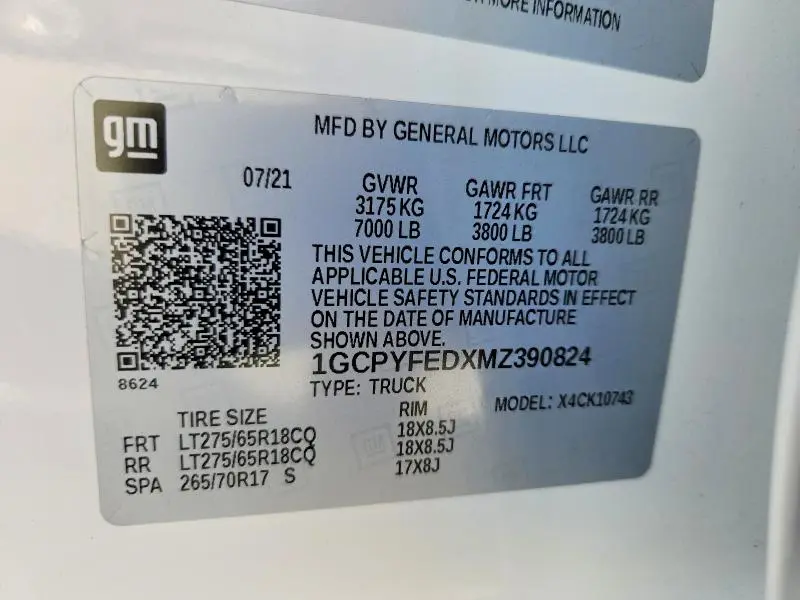 MORE INFORMATION
gm
MFD BY GENERAL MOTORS LLC
07/21
GVWR GAWR FRT GAWR RR
3175 KG 1724 KG 1724 KG
7000 LB 3800 LB 3800 LB
THIS VEHICLE CONFORMS TO ALL
APPLICABLE U.S. FEDERAL MOTOR
VEHICLE SAFETY STANDARDS IN EFFECT
ON THE DATE OF MANUFACTURE
SHOWN ABOVE.
1GCPYFEDXMZ390824
8624
TYPE: TRUCK
MODEL: X4CK10743
TIRE SIZE RIM
FRT LT275/65R18CQ 18X8.5J
RR LT275/65R18CQ 18X8.5J
SPA 265/70R17 S 17X8J